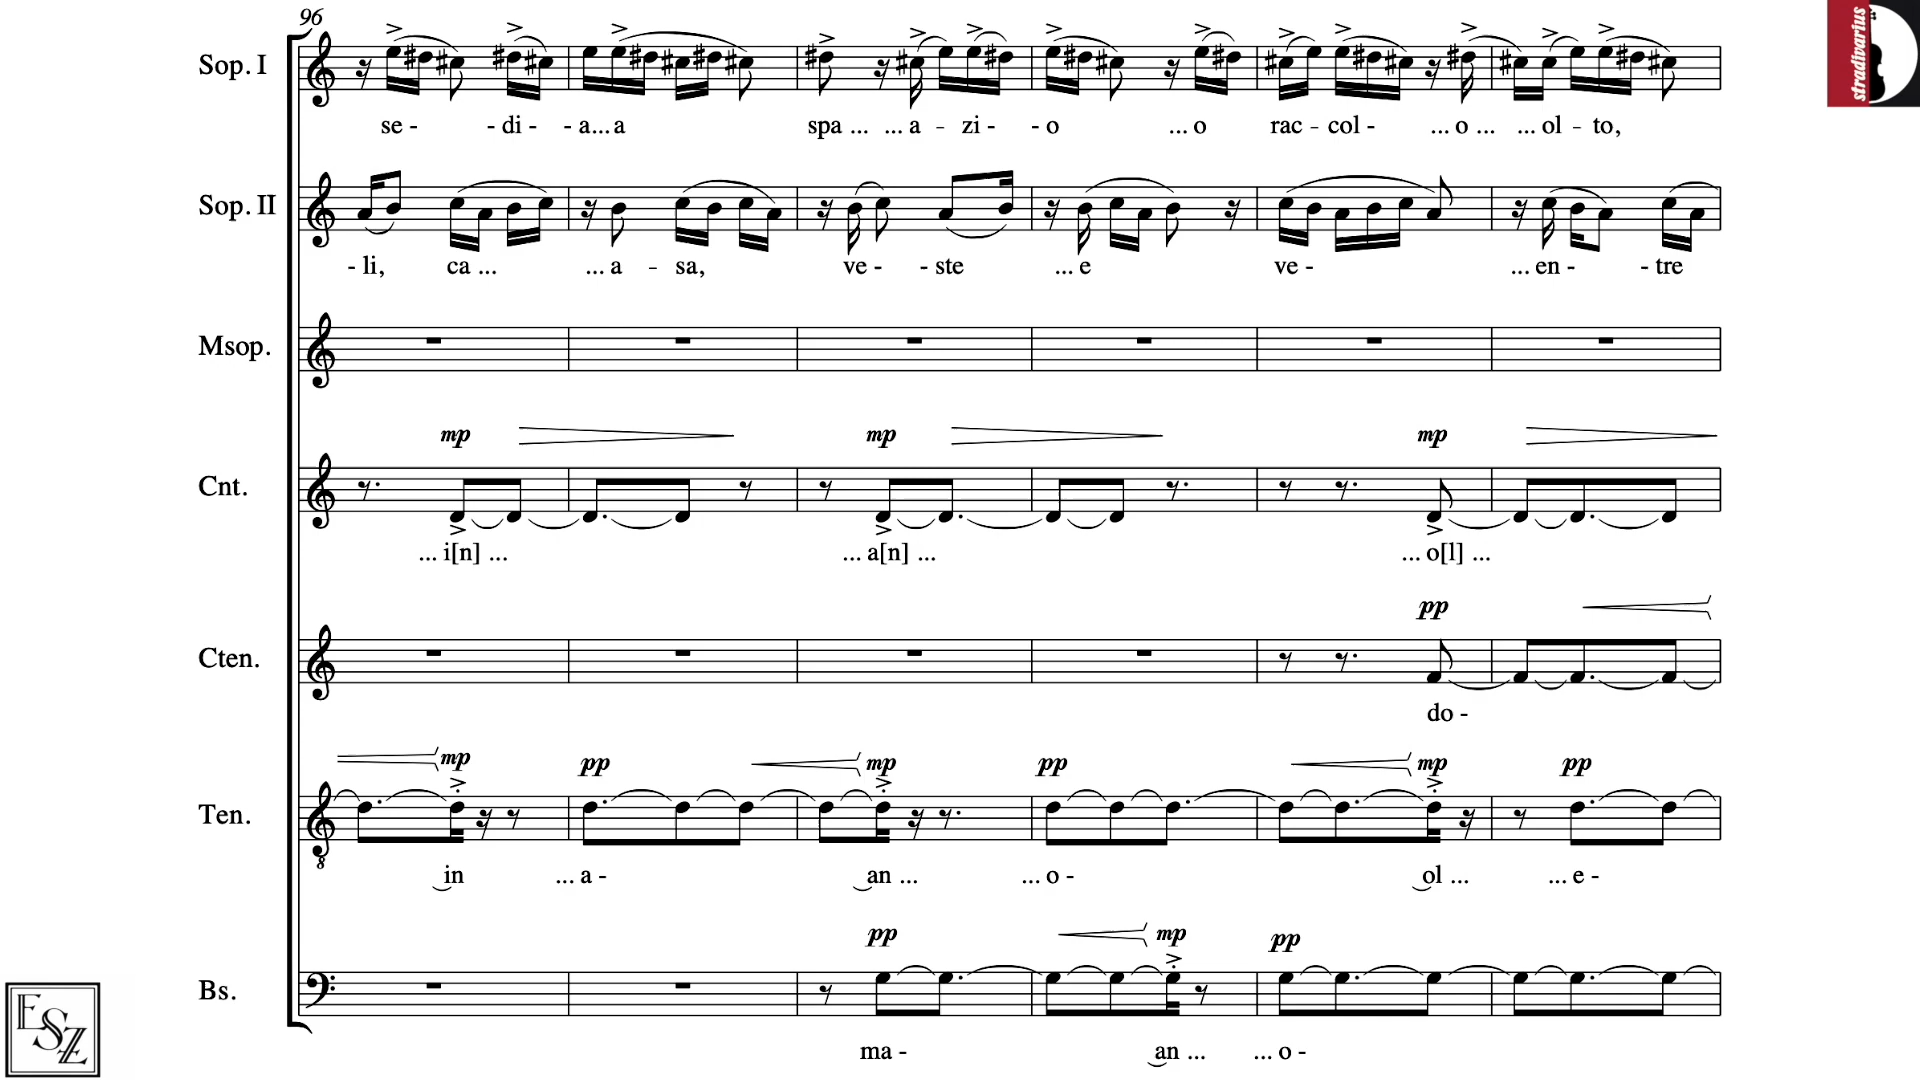 96
stradivarius
Sop. I
se - - di - - a...a spa ... ... a - zi - - o ... o rac - col - ... o ... ... ol - to,
Sop. II
- li, ca ... ... a - sa, ve - - ste ... e ve - ... en - - tre
Msop.
mp mp mp
Cnt.
... i[n] ... ... a[n] ... ... o[l] ...
pp
Cten.
do -
mp pp mp pp mp pp
Ten.
8
in ... a - an ... ... o - ol ... ... e -
pp mp pp
Bs.
ma - an ... ... o -
ESZ